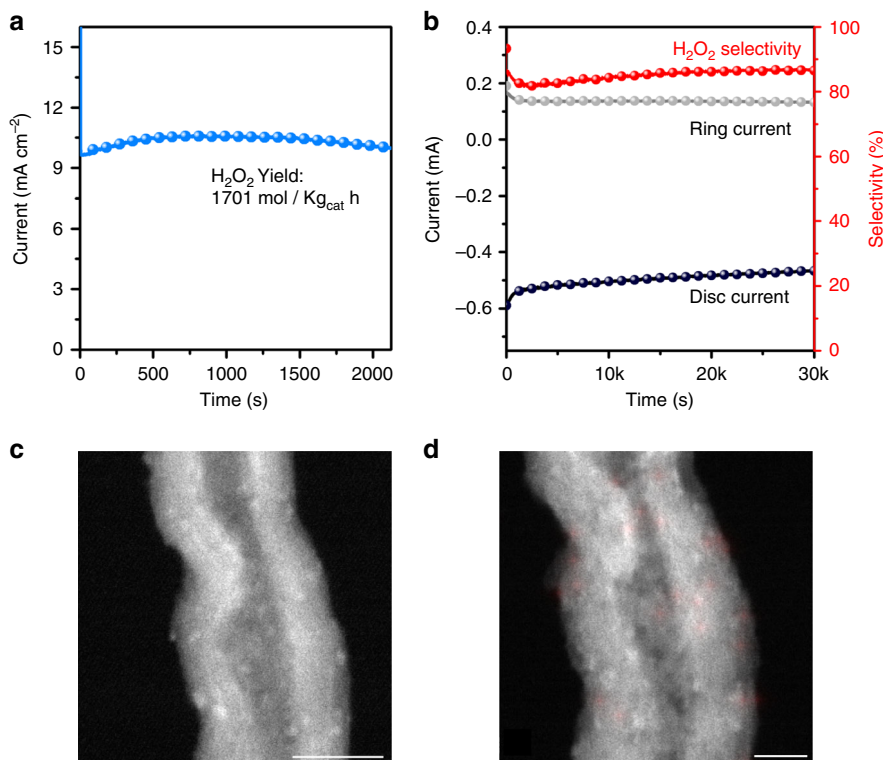 a
15
12
9
6
3
0
Current (mA cm⁻²)
H₂O₂ Yield:
1701 mol / Kg_cat h
0 500 1000 1500 2000
Time (s)
b
0.4
0.2
0.0
−0.2
−0.4
−0.6
Current (mA)
H₂O₂ selectivity
Ring current
Disc current
100
80
60
40
20
0
Selectivity (%)
0 10k 20k 30k
Time (s)
c
d